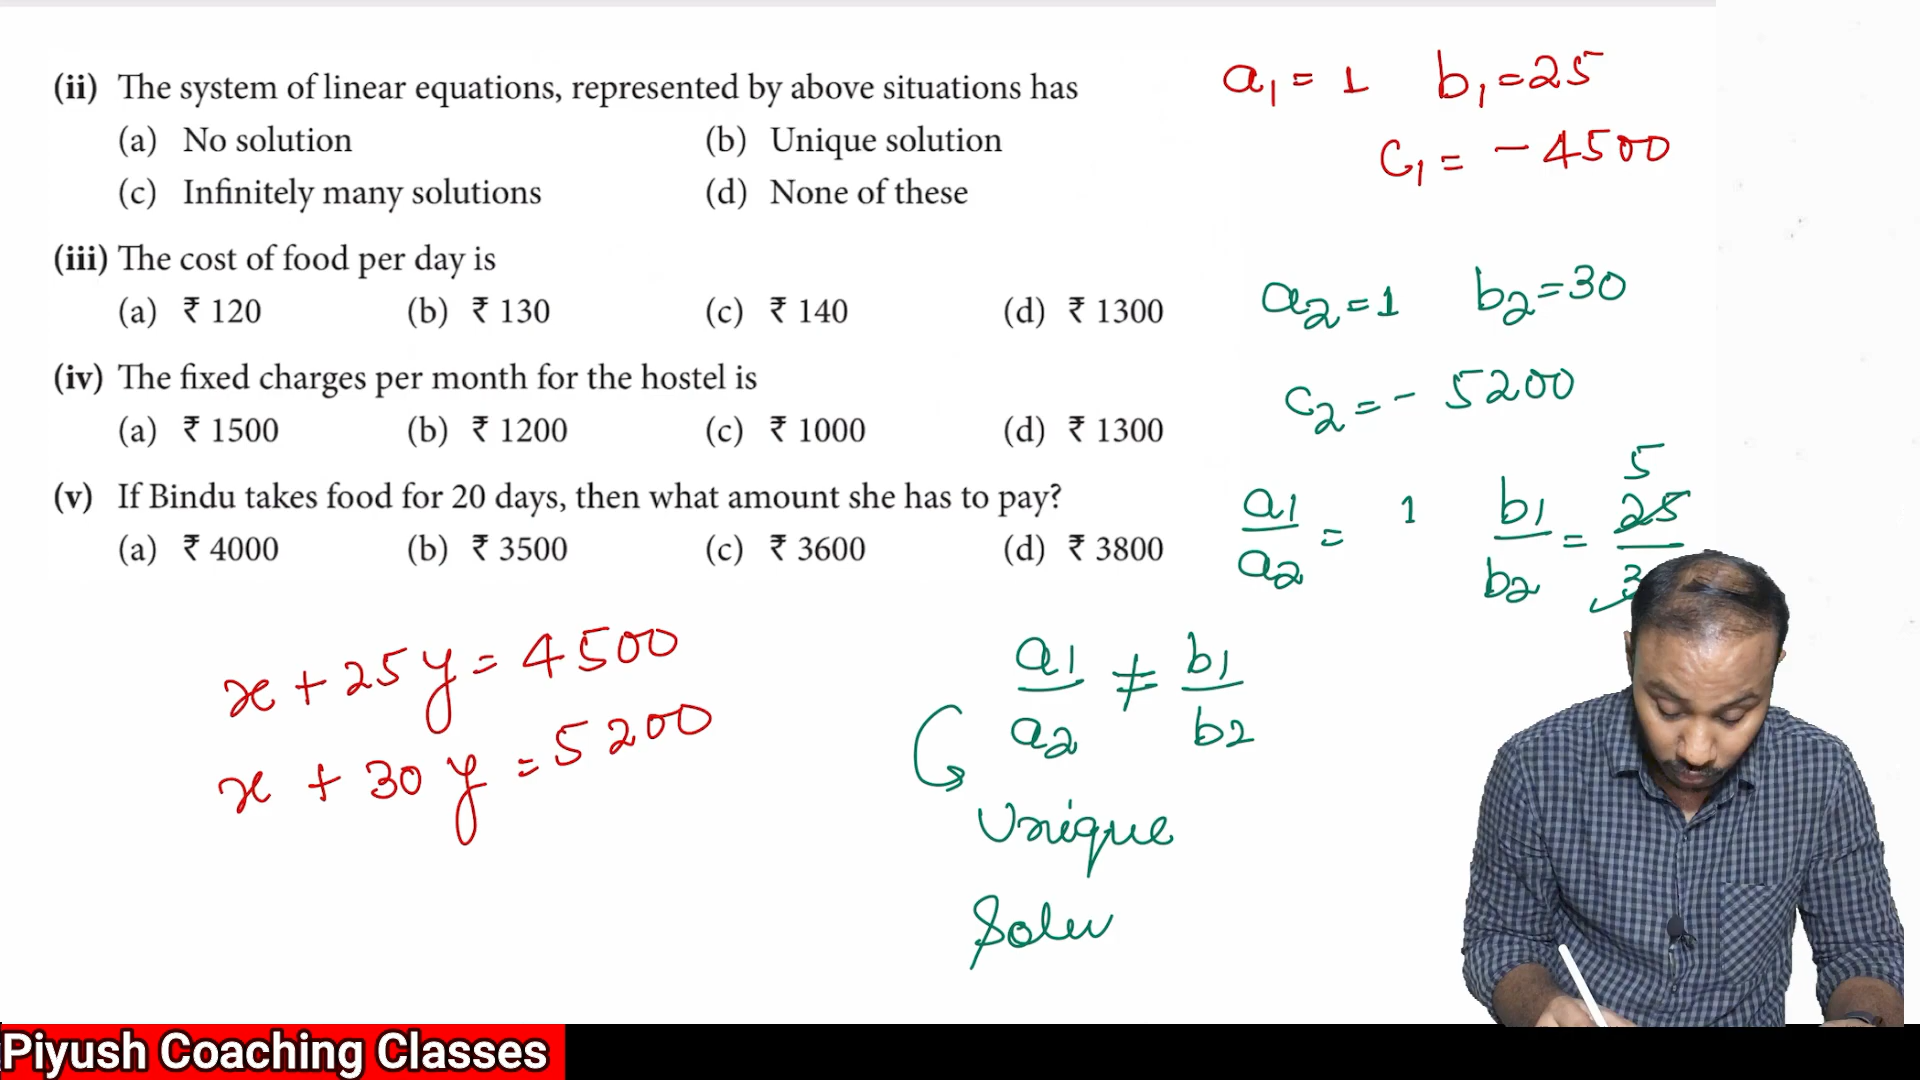 (ii) The system of linear equations, represented by above situations has
(a) No solution (b) Unique solution
(c) Infinitely many solutions (d) None of these
(iii) The cost of food per day is
(a) ₹ 120 (b) ₹ 130 (c) ₹ 140 (d) ₹ 1300
(iv) The fixed charges per month for the hostel is
(a) ₹ 1500 (b) ₹ 1200 (c) ₹ 1000 (d) ₹ 1300
(v) If Bindu takes food for 20 days, then what amount she has to pay?
(a) ₹ 4000 (b) ₹ 3500 (c) ₹ 3600 (d) ₹ 3800
a1 = 1 b1 = 25
C1 = - 4500
a2 = 1 b2 = 30
C2 = - 5200
a1/a2 = 1 b1/b2 = 25/3
5
x + 25y = 4500
x + 30y = 5200
a1/a2 ≠ b1/b2
Unique
Solu
Piyush Coaching Classes